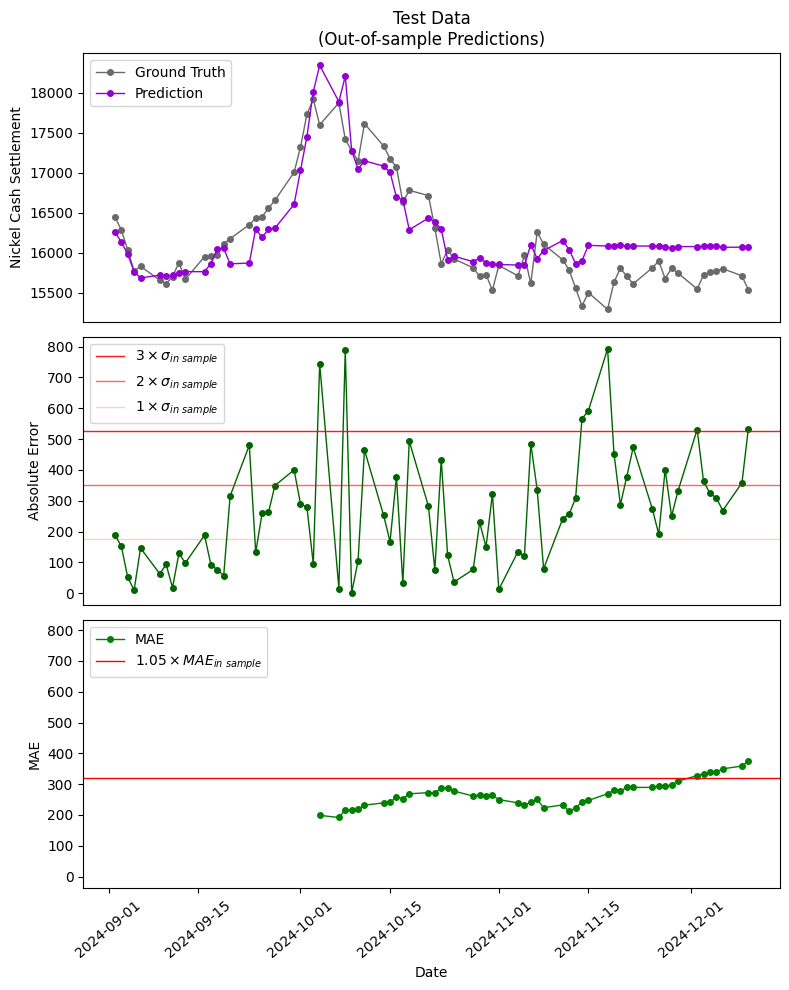 Test Data
(Out-of-sample Predictions)
Ground Truth
Prediction
Nickel Cash Settlement
18000
17500
17000
16500
16000
15500
3 × σin sample
2 × σin sample
1 × σin sample
Absolute Error
800
700
600
500
400
300
200
100
0
MAE
1.05 × MAEin sample
MAE
800
700
600
500
400
300
200
100
0
2024-09-01
2024-09-15
2024-10-01
2024-10-15
2024-11-01
2024-11-15
2024-12-01
Date